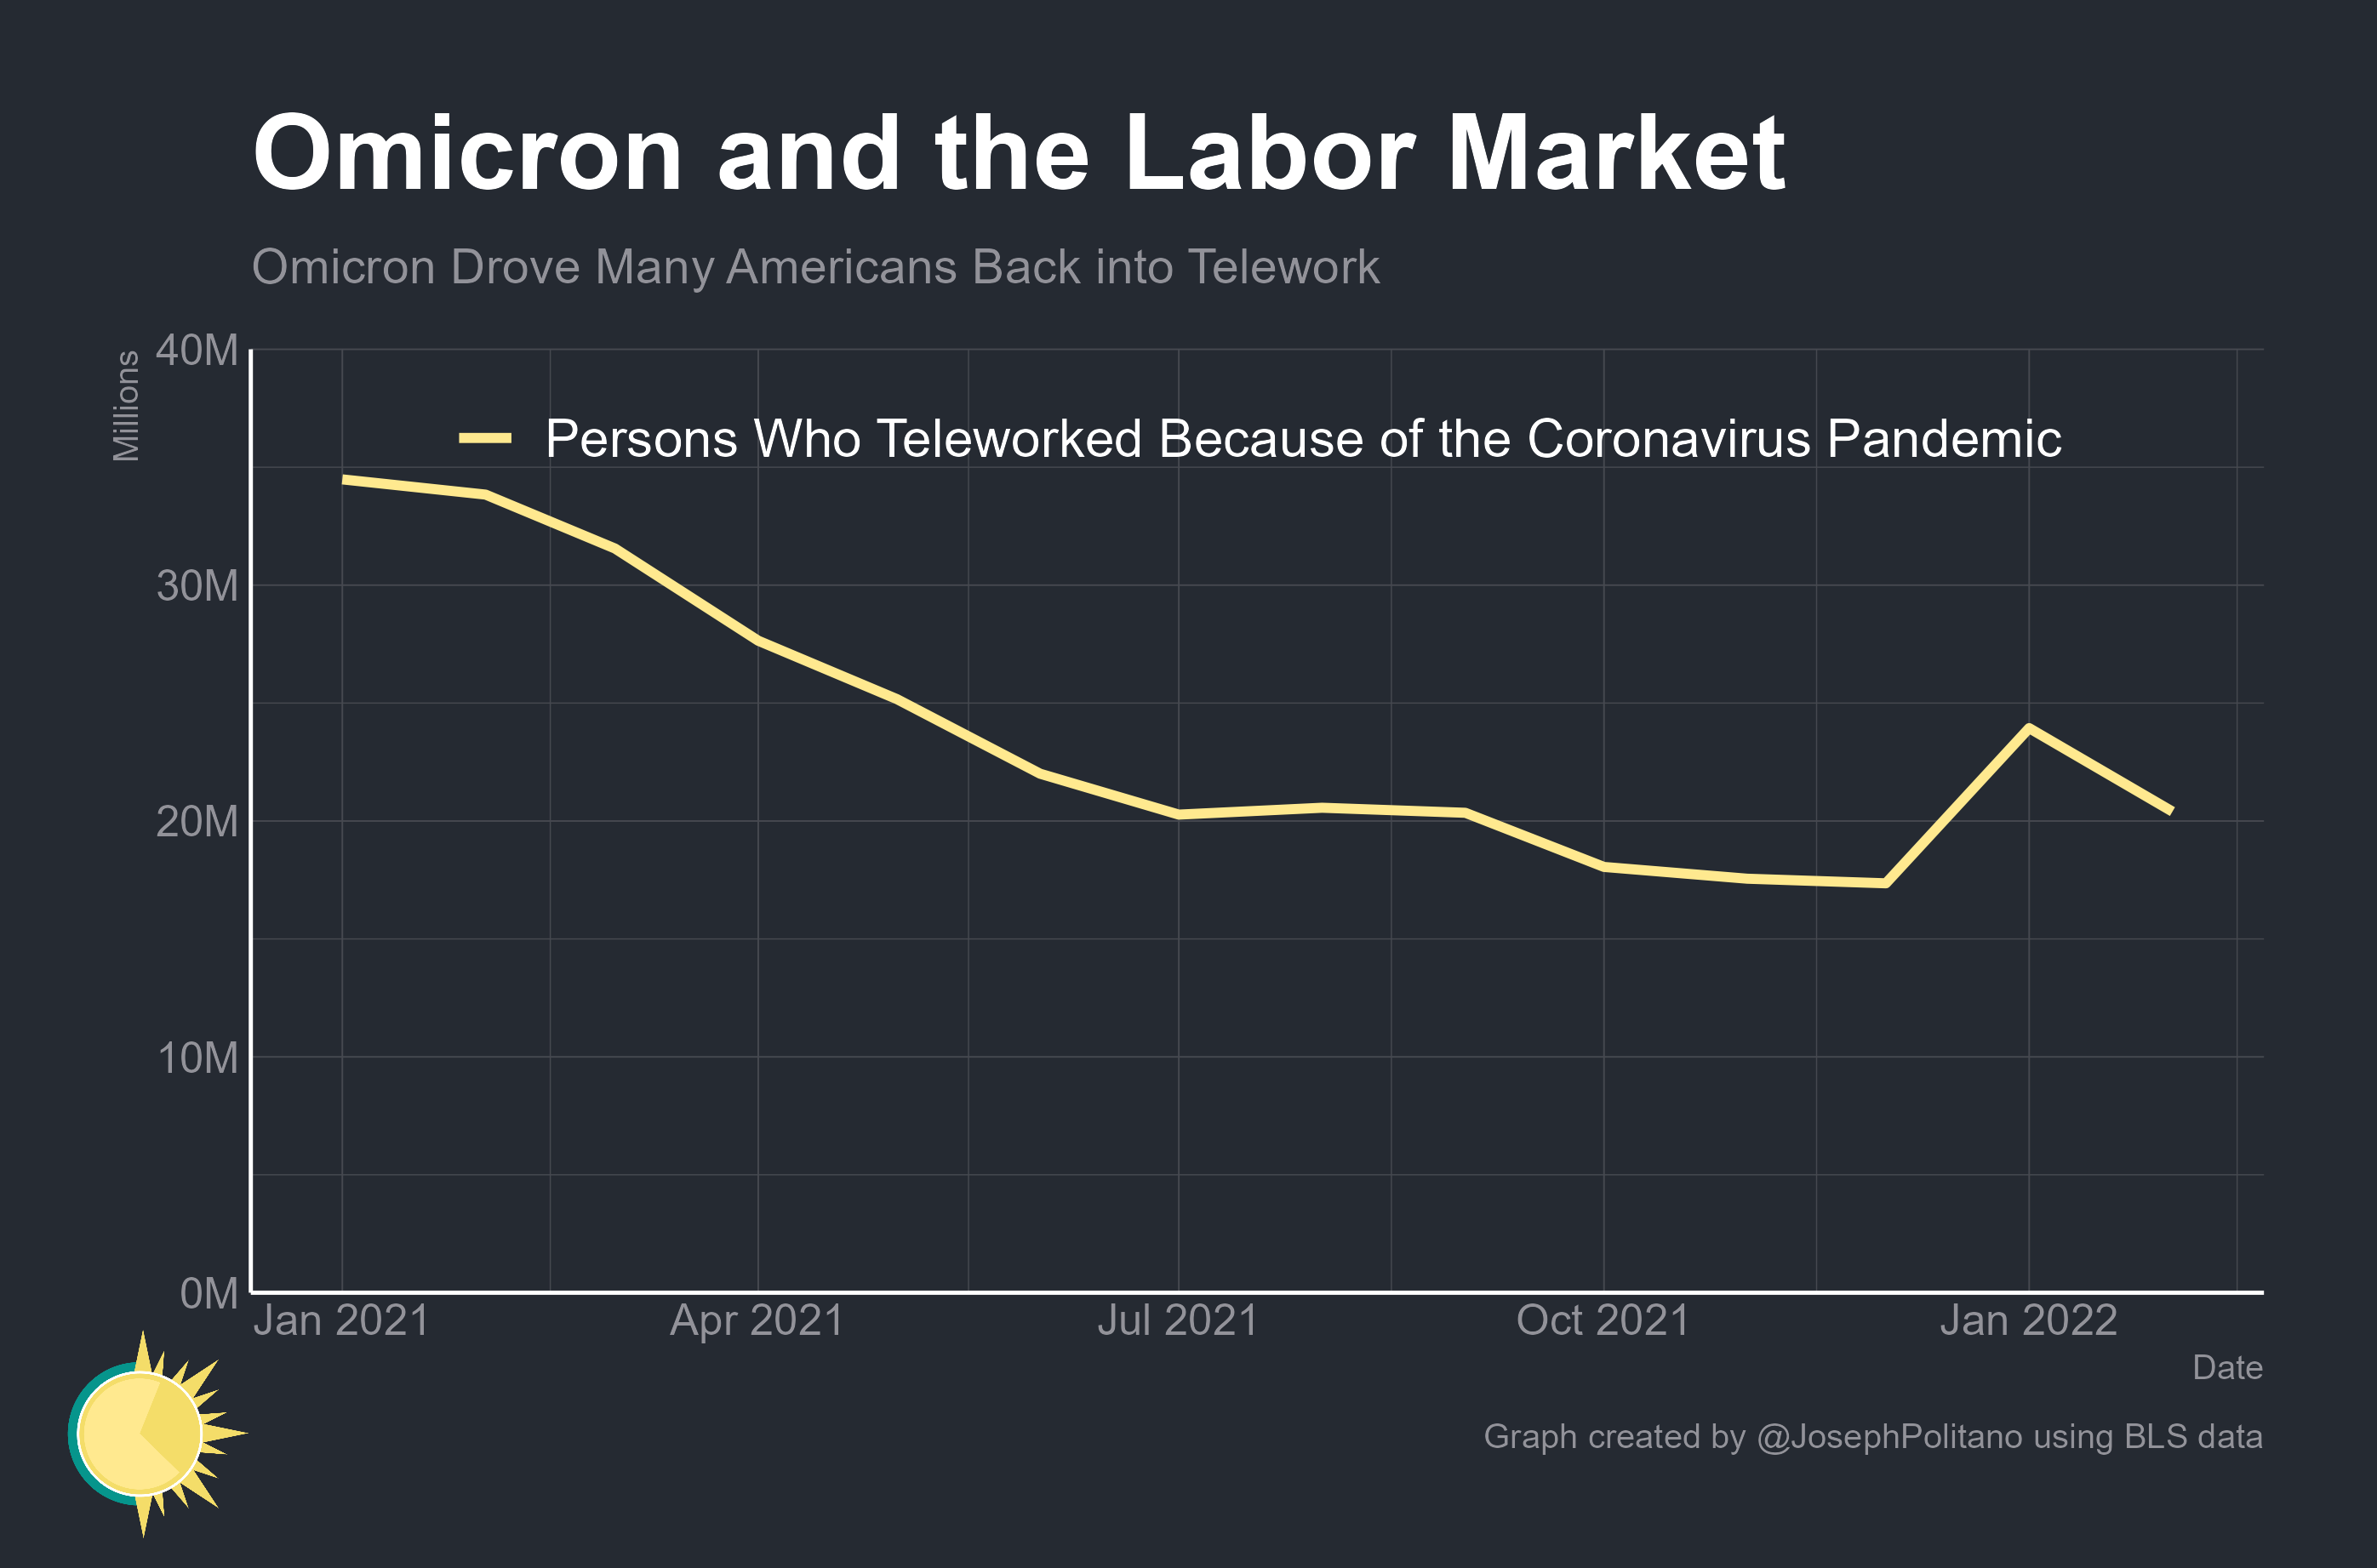 Omicron and the Labor Market
Omicron Drove Many Americans Back into Telework
Millions
40M
Persons Who Teleworked Because of the Coronavirus Pandemic
30M
20M
10M
0M
Jan 2021
Apr 2021
Jul 2021
Oct 2021
Jan 2022
Date
Graph created by @JosephPolitano using BLS data